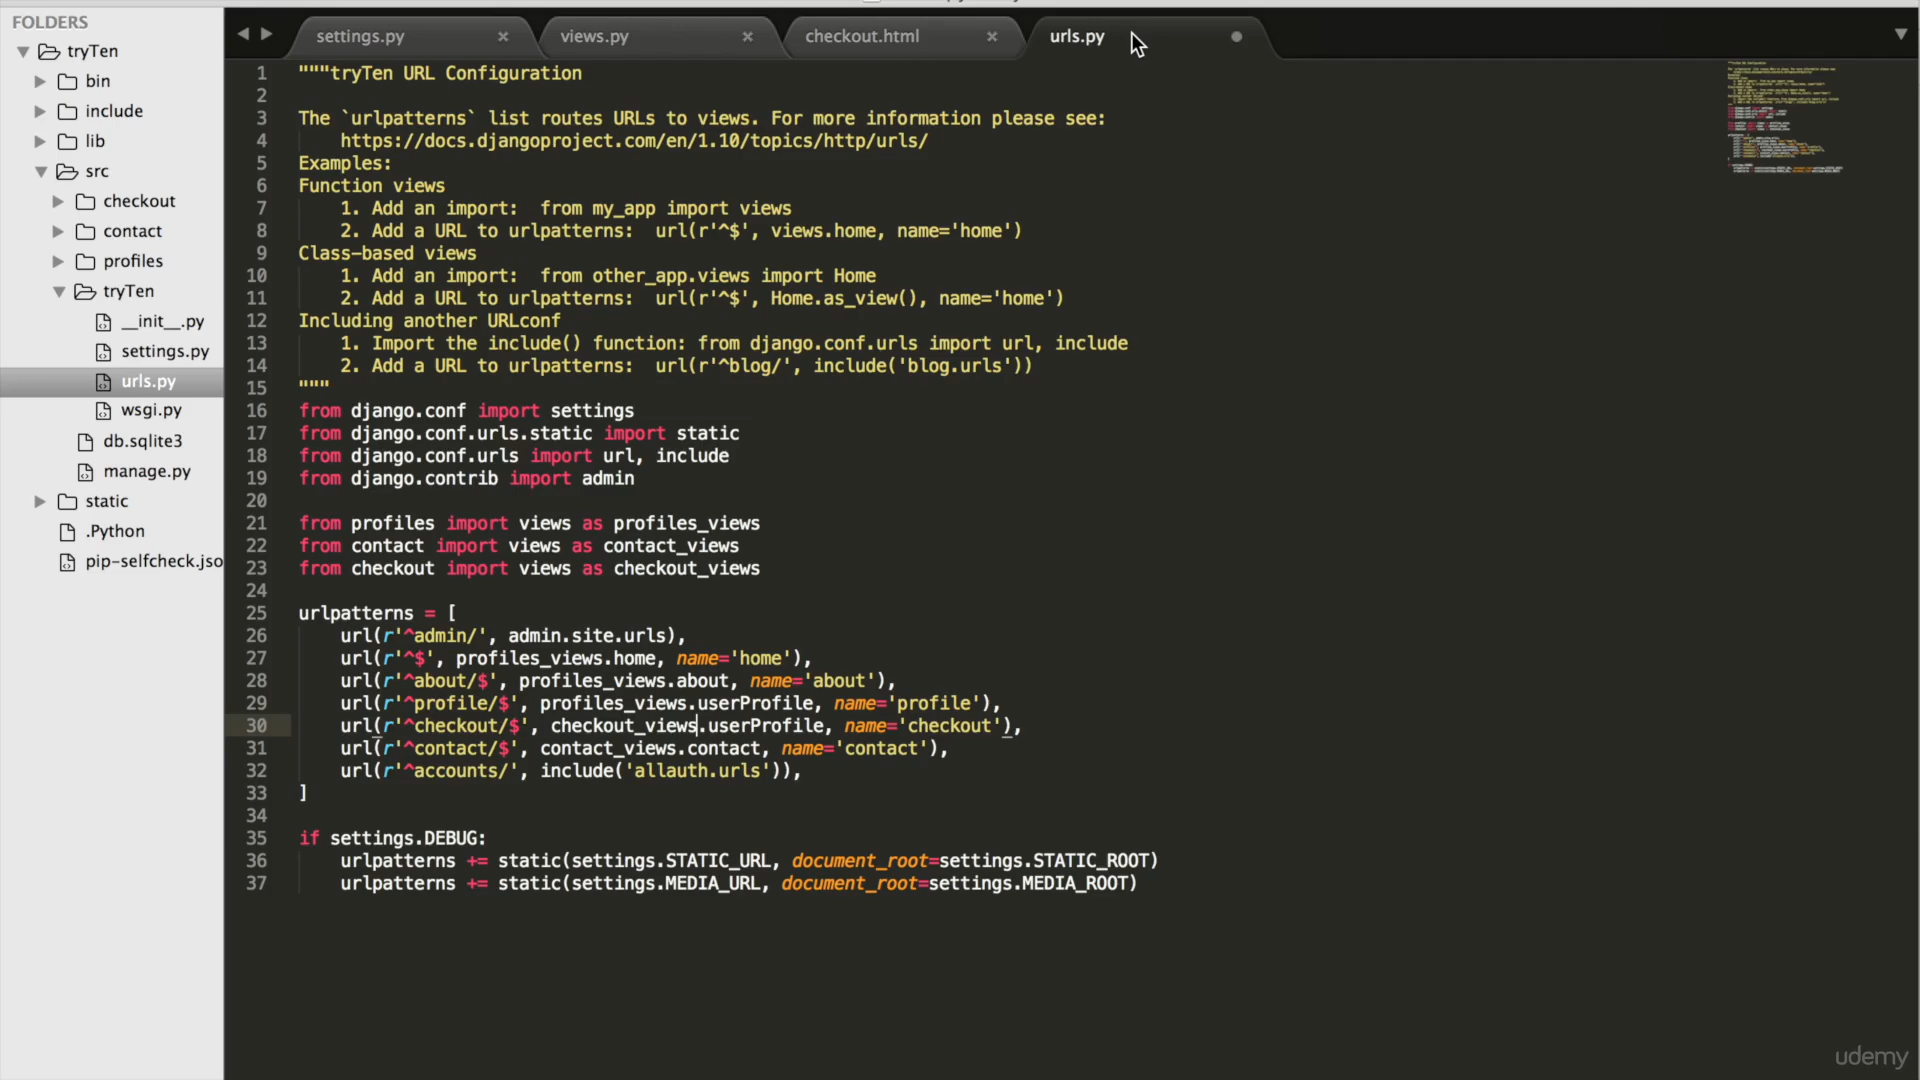 FOLDERS
tryTen
bin
include
lib
src
checkout
contact
profiles
tryTen
__init__.py
settings.py
urls.py
wsgi.py
db.sqlite3
manage.py
static
.Python
pip-selfcheck.jso
settings.py
views.py
checkout.html
urls.py
1 """tryTen URL Configuration
2
3 The `urlpatterns` list routes URLs to views. For more information please see:
4     https://docs.djangoproject.com/en/1.10/topics/http/urls/
5 Examples:
6 Function views
7     1. Add an import:  from my_app import views
8     2. Add a URL to urlpatterns:  url(r'^$', views.home, name='home')
9 Class-based views
10     1. Add an import:  from other_app.views import Home
11     2. Add a URL to urlpatterns:  url(r'^$', Home.as_view(), name='home')
12 Including another URLconf
13     1. Import the include() function: from django.conf.urls import url, include
14     2. Add a URL to urlpatterns:  url(r'^blog/', include('blog.urls'))
15 """
16 from django.conf import settings
17 from django.conf.urls.static import static
18 from django.conf.urls import url, include
19 from django.contrib import admin
20
21 from profiles import views as profiles_views
22 from contact import views as contact_views
23 from checkout import views as checkout_views
24
25 urlpatterns = [
26     url(r'^admin/', admin.site.urls),
27     url(r'^$', profiles_views.home, name='home'),
28     url(r'^about/$', profiles_views.about, name='about'),
29     url(r'^profile/$', profiles_views.userProfile, name='profile'),
30     url(r'^checkout/$', checkout_views.userProfile, name='checkout'),
31     url(r'^contact/$', contact_views.contact, name='contact'),
32     url(r'^accounts/', include('allauth.urls')),
33 ]
34
35 if settings.DEBUG:
36     urlpatterns += static(settings.STATIC_URL, document_root=settings.STATIC_ROOT)
37     urlpatterns += static(settings.MEDIA_URL, document_root=settings.MEDIA_ROOT)
udemy